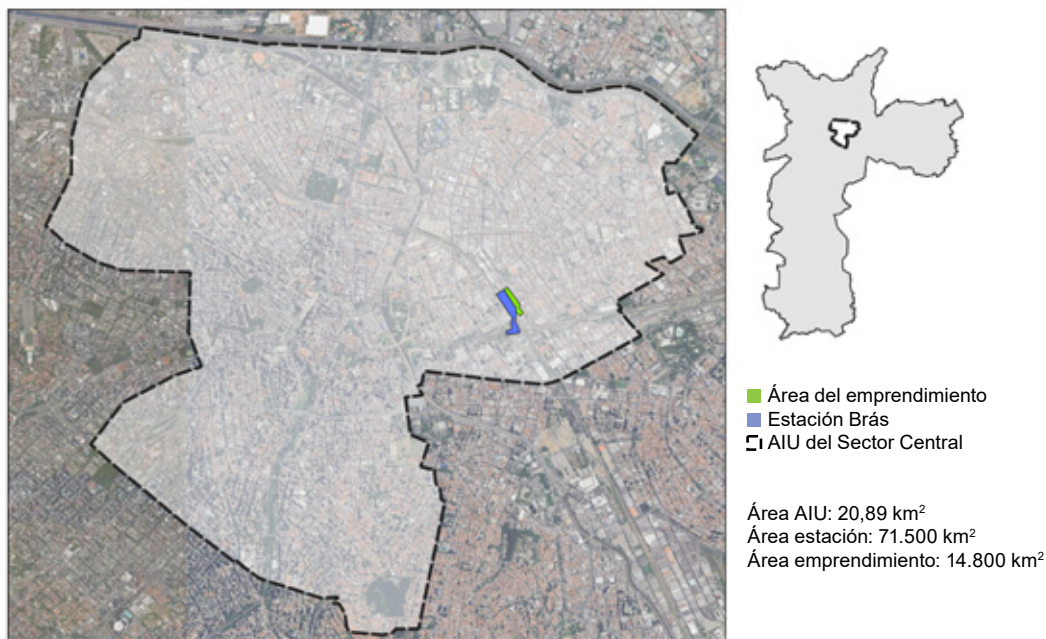 Área del emprendimiento
Estación Brás
AIU del Sector Central
Área AIU: 20,89 km²
Área estación: 71.500 km²
Área emprendimiento: 14.800 km²